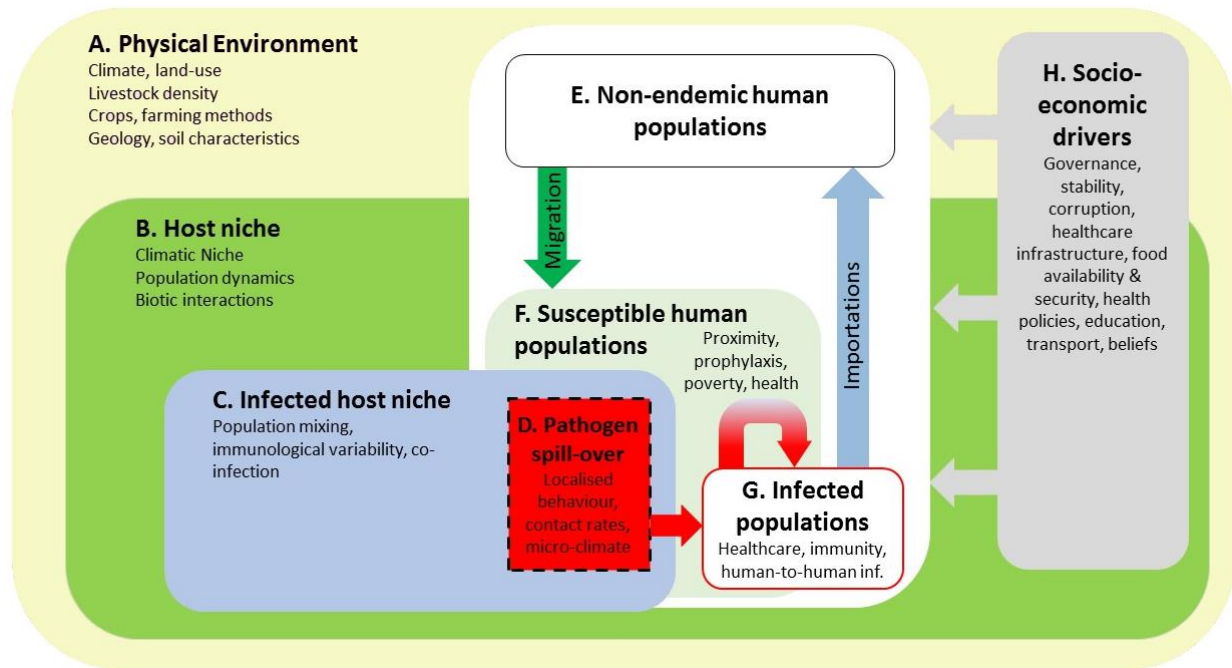 A. Physical Environment
Climate, land-use
Livestock density
Crops, farming methods
Geology, soil characteristics
B. Host niche
Climatic Niche
Population dynamics
Biotic interactions
C. Infected host niche
Population mixing,
immunological variability, co-
infection
D. Pathogen
spill-over
Localised
behaviour,
contact rates,
micro-climate
E. Non-endemic human
populations
Migration
Importations
F. Susceptible human
populations
Proximity,
prophylaxis,
poverty, health
G. Infected
populations
Healthcare, immunity,
human-to-human inf.
H. Socio-
economic
drivers
Governance,
stability,
corruption,
healthcare
infrastructure, food
availability &
security, health
policies, education,
transport, beliefs